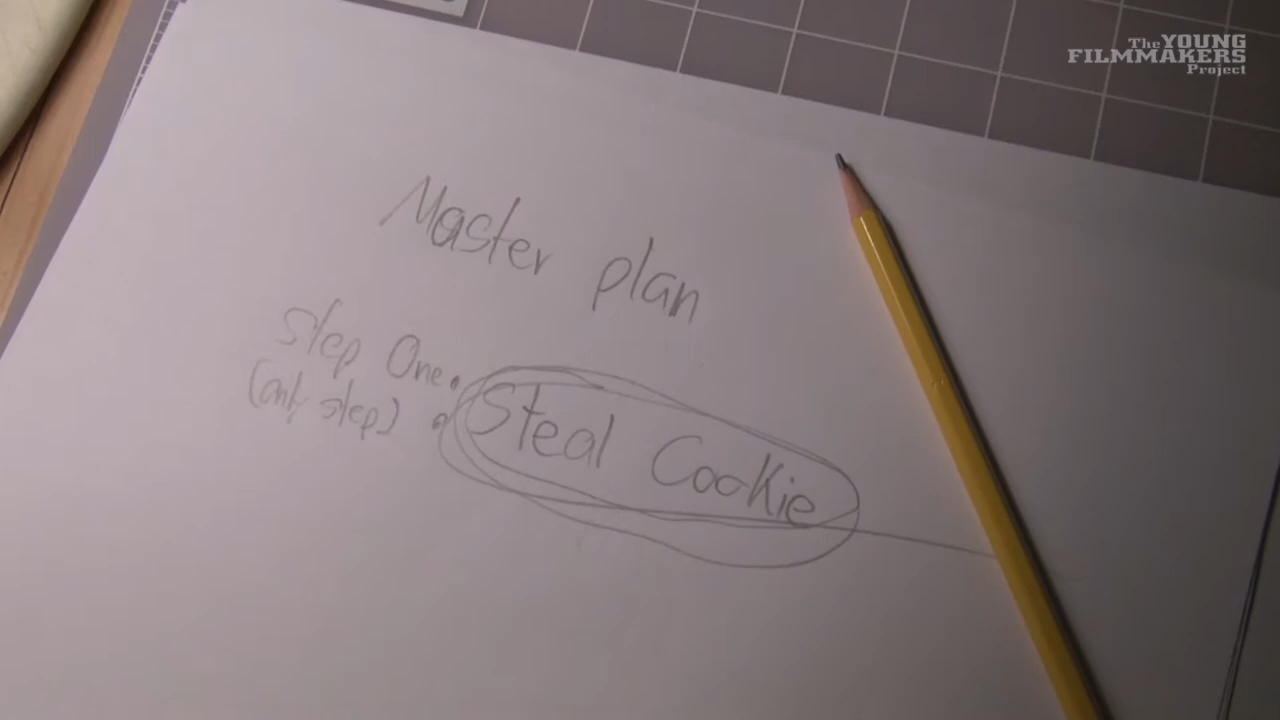 The YOUNG
FILMMAKERS
Project
Master plan
Step One:
(only step)
Steal Cookie